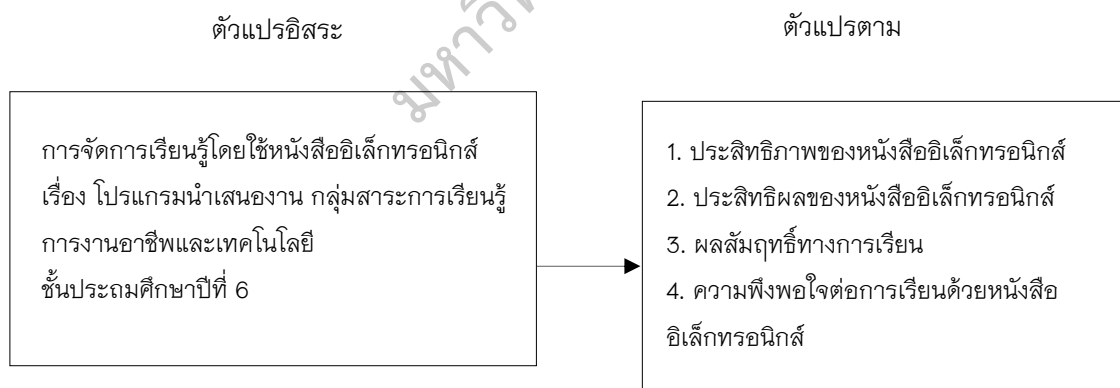 ตัวแปรอิสระ
ตัวแปรตาม
การจัดการเรียนรู้โดยใช้หนังสืออิเล็กทรอนิกส์
เรื่อง โปรแกรมนำเสนองาน กลุ่มสาระการเรียนรู้
การงานอาชีพและเทคโนโลยี
ชั้นประถมศึกษาปีที่ 6
1. ประสิทธิภาพของหนังสืออิเล็กทรอนิกส์
2. ประสิทธิผลของหนังสืออิเล็กทรอนิกส์
3. ผลสัมฤทธิ์ทางการเรียน
4. ความพึงพอใจต่อการเรียนด้วยหนังสือ
อิเล็กทรอนิกส์